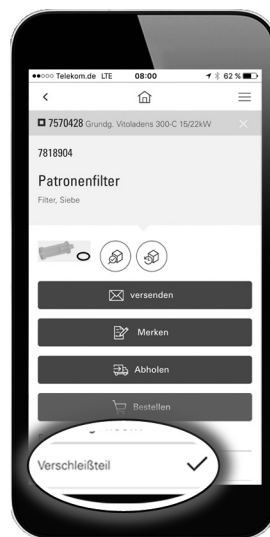 Telekom.de LTE 08:00 62 %
7570428 Grundg. Vitoladens 300-C 15/22kW
7818904
Patronenfilter
Filter, Siebe
versenden
Merken
Abholen
Bestellen
Verschleißteil